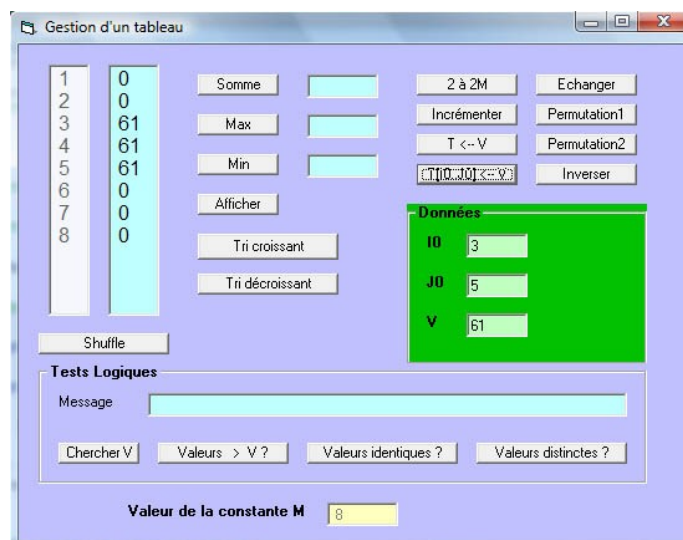 Gestion d'un tableau
1 0
2 0
3 61
4 61
5 61
6 0
7 0
8 0
Shuffle
Somme
Max
Min
Afficher
Tri croissant
Tri décroissant
2 à 2M
Echanger
Incrémenter
Permutation1
T <-- V
Permutation2
T[I0..J0] <-- V
Inverser
Données
I0 3
J0 5
V 61
Tests Logiques
Message
Chercher V
Valeurs > V ?
Valeurs identiques ?
Valeurs distinctes ?
Valeur de la constante M 8